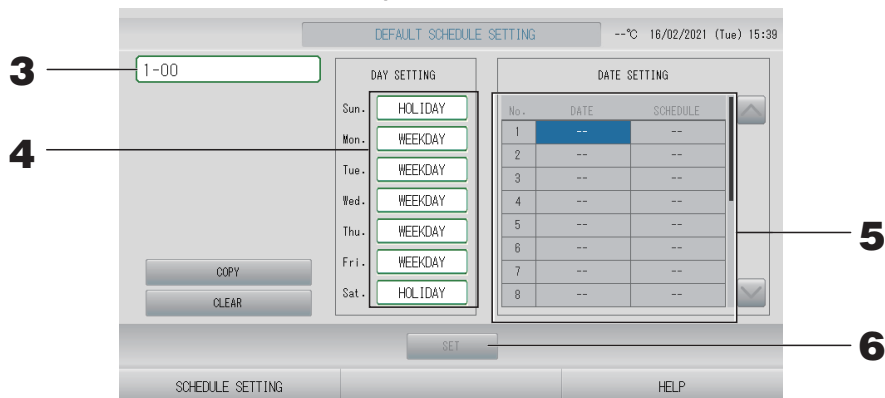 DEFAULT SCHEDULE SETTING --℃ 16/02/2021 (Tue) 15:39
3 1-00
DAY SETTING
DATE SETTING
4
Sun. HOLIDAY
Mon. WEEKDAY
Tue. WEEKDAY
Wed. WEEKDAY
Thu. WEEKDAY
Fri. WEEKDAY
Sat. HOLIDAY
No. DATE SCHEDULE
1 -- --
2 -- --
3 -- --
4 -- --
5 -- --
6 -- --
7 -- --
8 -- --
5
COPY
CLEAR
SET 6
SCHEDULE SETTING HELP